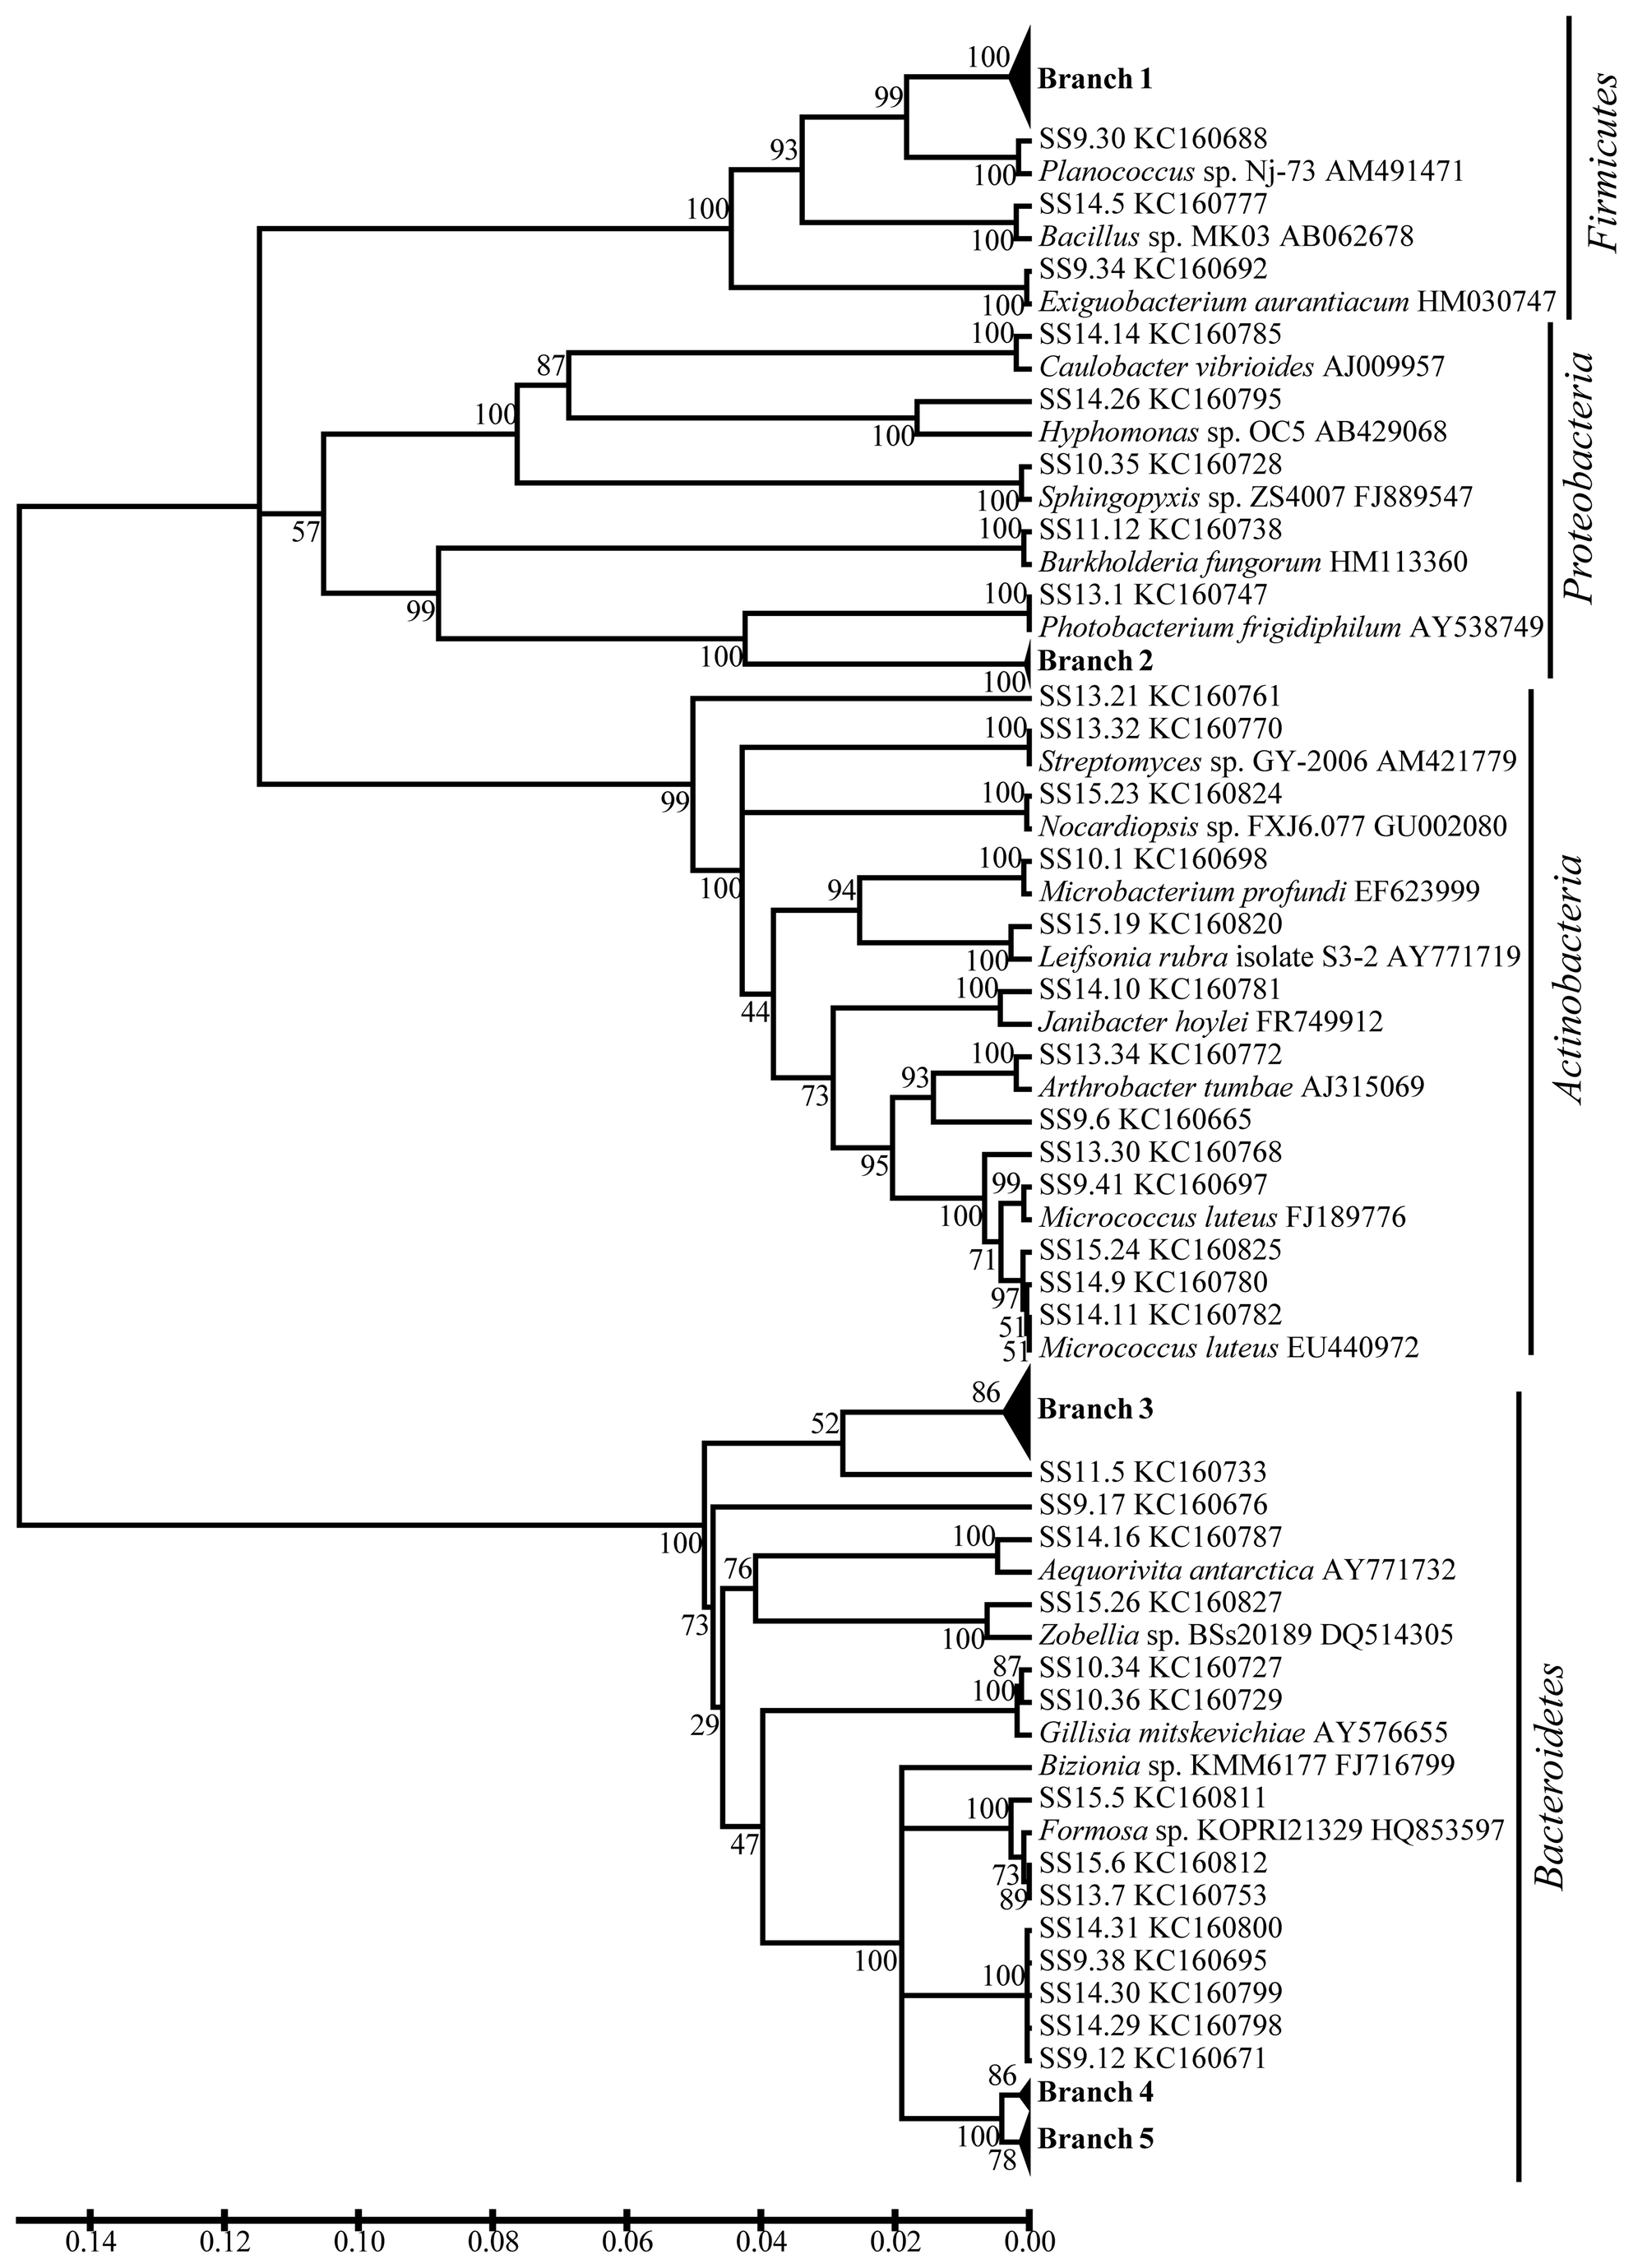 100
Branch 1
99
SS9.30 KC160688
93
100
Planococcus sp. Nj-73 AM491471
100
SS14.5 KC160777
100
Bacillus sp. MK03 AB062678
SS9.34 KC160692
100
Exiguobacterium aurantiacum HM030747
Firmicutes
100
SS14.14 KC160785
87
Caulobacter vibrioides AJ009957
100
SS14.26 KC160795
100
Hyphomonas sp. OC5 AB429068
SS10.35 KC160728
100
Sphingopyxis sp. ZS4007 FJ889547
57
100
SS11.12 KC160738
Burkholderia fungorum HM113360
99
100
SS13.1 KC160747
Photobacterium frigidiphilum AY538749
100
Branch 2
100
Proteobacteria
SS13.21 KC160761
100
SS13.32 KC160770
Streptomyces sp. GY-2006 AM421779
99
100
SS15.23 KC160824
Nocardiopsis sp. FXJ6.077 GU002080
100
100
SS10.1 KC160698
94
Microbacterium profundi EF623999
SS15.19 KC160820
100
Leifsonia rubra isolate S3-2 AY771719
44
100
SS14.10 KC160781
Janibacter hoylei FR749912
73
100
SS13.34 KC160772
93
Arthrobacter tumbae AJ315069
SS9.6 KC160665
95
SS13.30 KC160768
99
SS9.41 KC160697
100
Micrococcus luteus FJ189776
71
SS15.24 KC160825
97
SS14.9 KC160780
51
SS14.11 KC160782
51
Micrococcus luteus EU440972
Actinobacteria
86
Branch 3
52
SS11.5 KC160733
SS9.17 KC160676
100
100
SS14.16 KC160787
76
Aequorivita antarctica AY771732
73
SS15.26 KC160827
100
Zobellia sp. BSs20189 DQ514305
87
SS10.34 KC160727
100
SS10.36 KC160729
29
Gillisia mitskevichiae AY576655
Bizionia sp. KMM6177 FJ716799
100
SS15.5 KC160811
47
Formosa sp. KOPRI21329 HQ853597
73
SS15.6 KC160812
89
SS13.7 KC160753
SS14.31 KC160800
100
SS9.38 KC160695
100
SS14.30 KC160799
SS14.29 KC160798
SS9.12 KC160671
86
Branch 4
100
Branch 5
78
Bacteroidetes
0.14 0.12 0.10 0.08 0.06 0.04 0.02 0.00